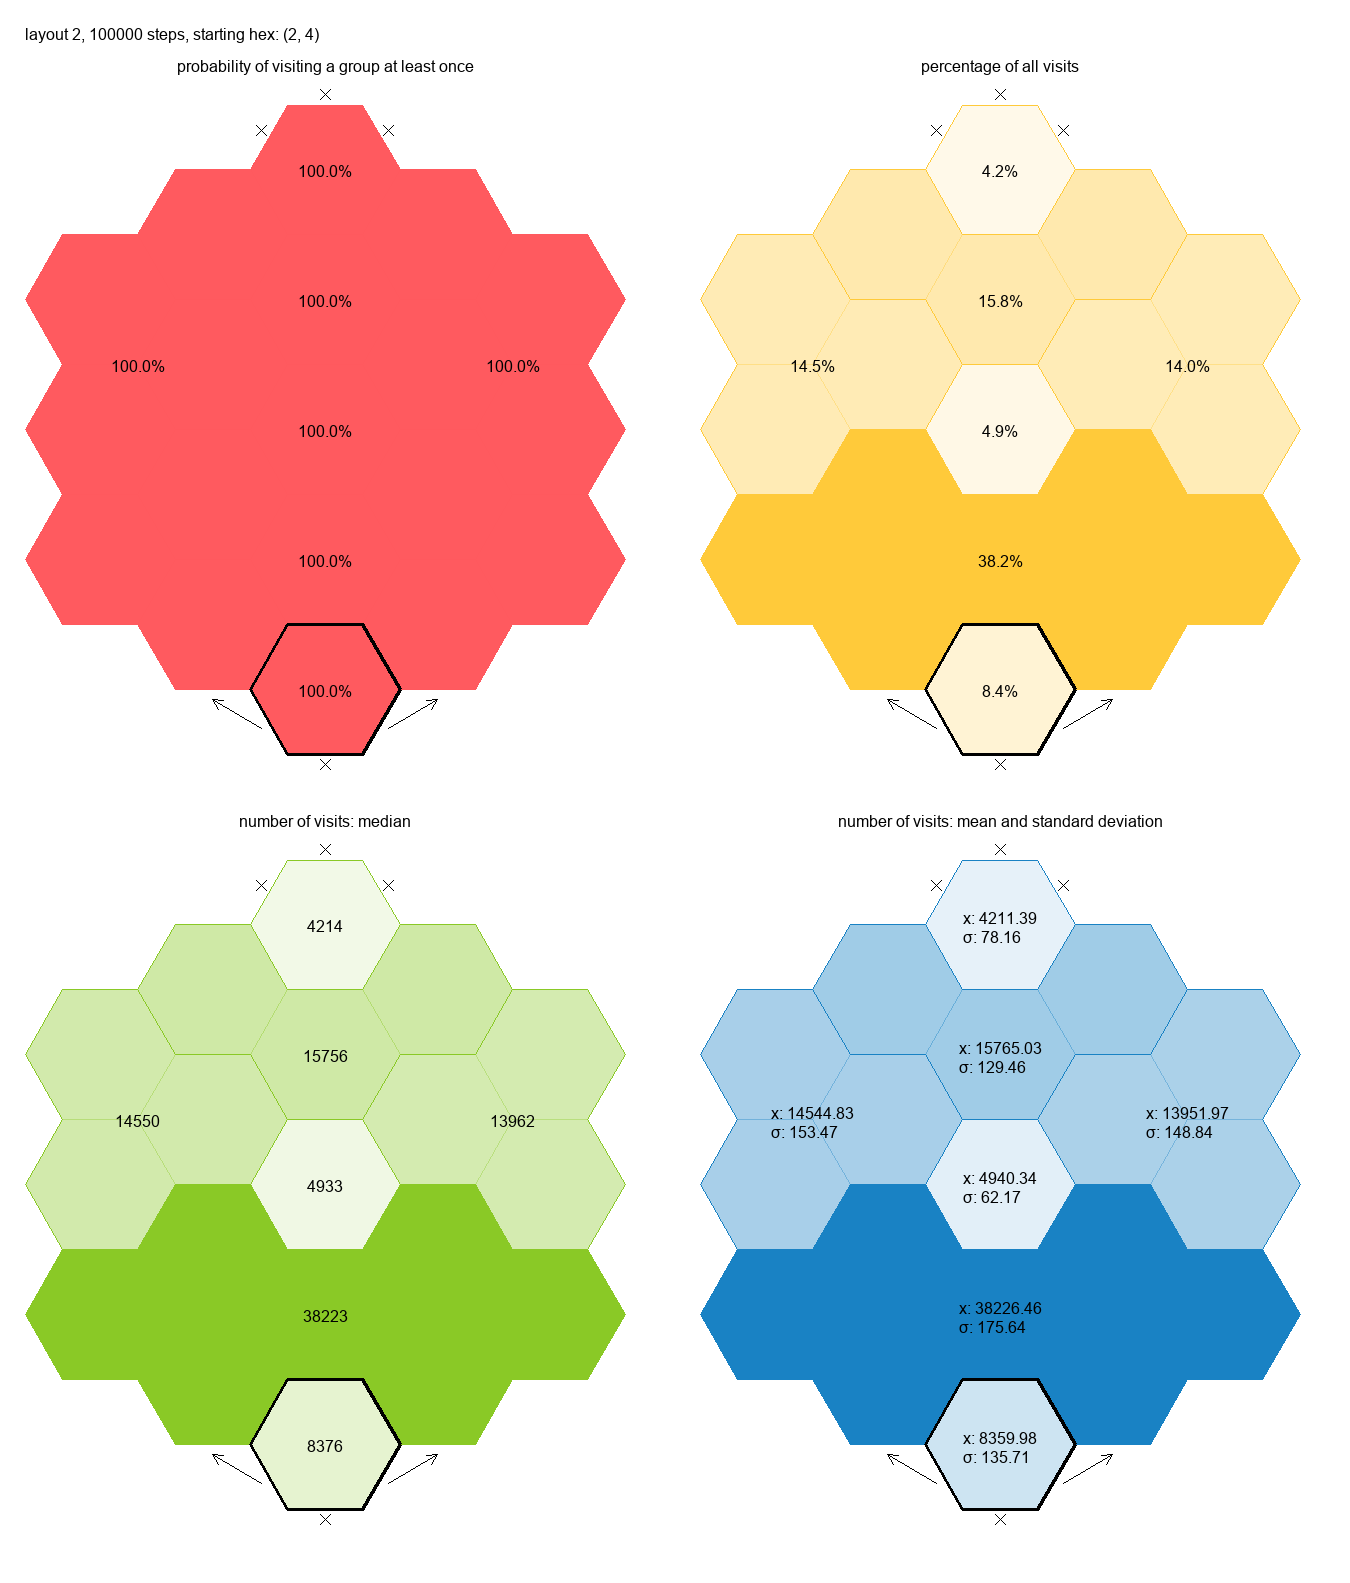 layout 2, 100000 steps, starting hex: (2, 4)
probability of visiting a group at least once
100.0%
100.0%
100.0%
100.0%
100.0%
100.0%
100.0%
percentage of all visits
4.2%
15.8%
14.5%
14.0%
4.9%
38.2%
8.4%
number of visits: median
4214
15756
14550
13962
4933
38223
8376
number of visits: mean and standard deviation
x: 4211.39
σ: 78.16
x: 15765.03
σ: 129.46
x: 14544.83
σ: 153.47
x: 13951.97
σ: 148.84
x: 4940.34
σ: 62.17
x: 38226.46
σ: 175.64
x: 8359.98
σ: 135.71